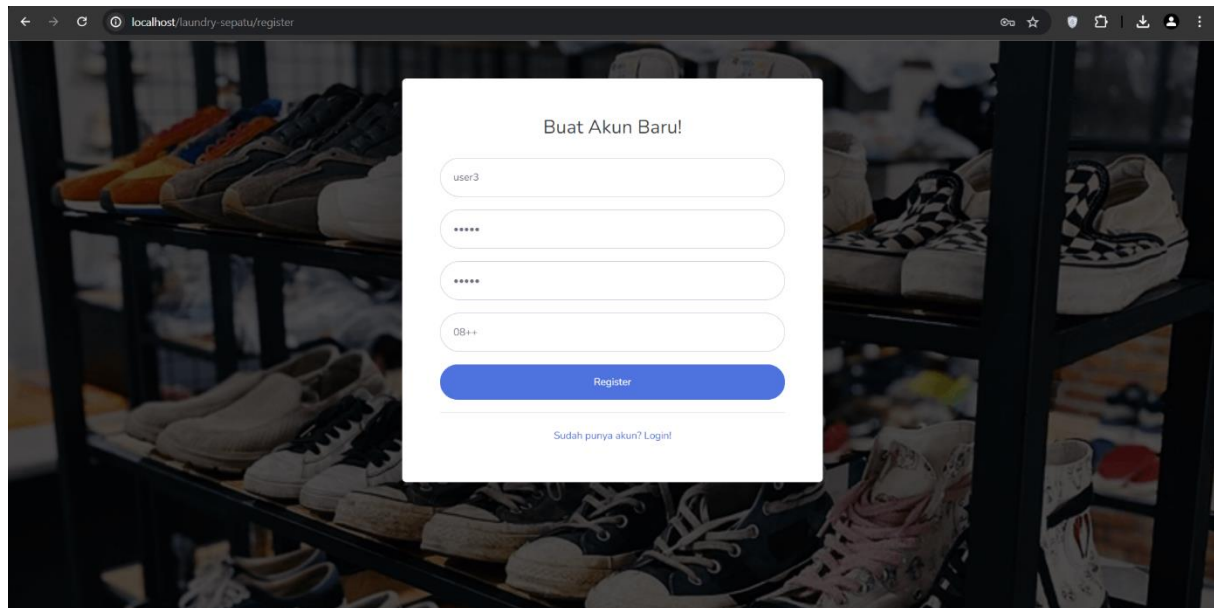 localhost/laundry-sepatu/register
Buat Akun Baru!
user3
•••••
•••••
08++
Register
Sudah punya akun? Login!